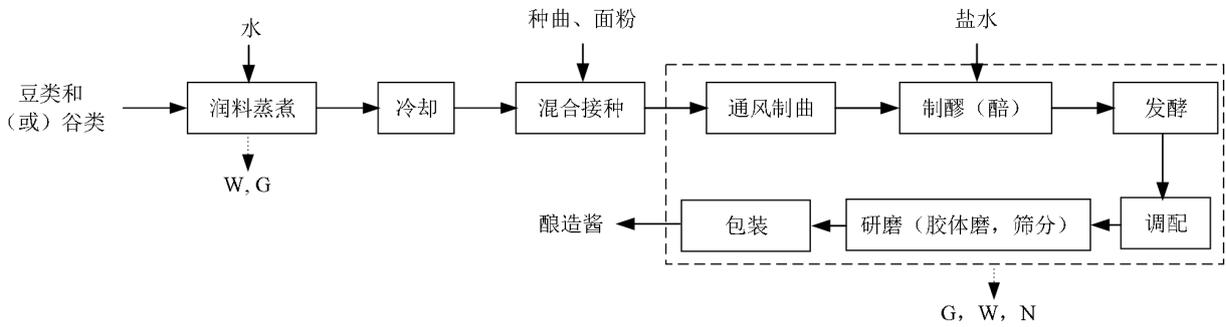 水
种曲、面粉
盐水
豆类和
（或）谷类
润料蒸煮
冷却
混合接种
通风制曲
制醪（醅）
发酵
W, G
酿造酱
包装
研磨（胶体磨，筛分）
调配
G，W，N